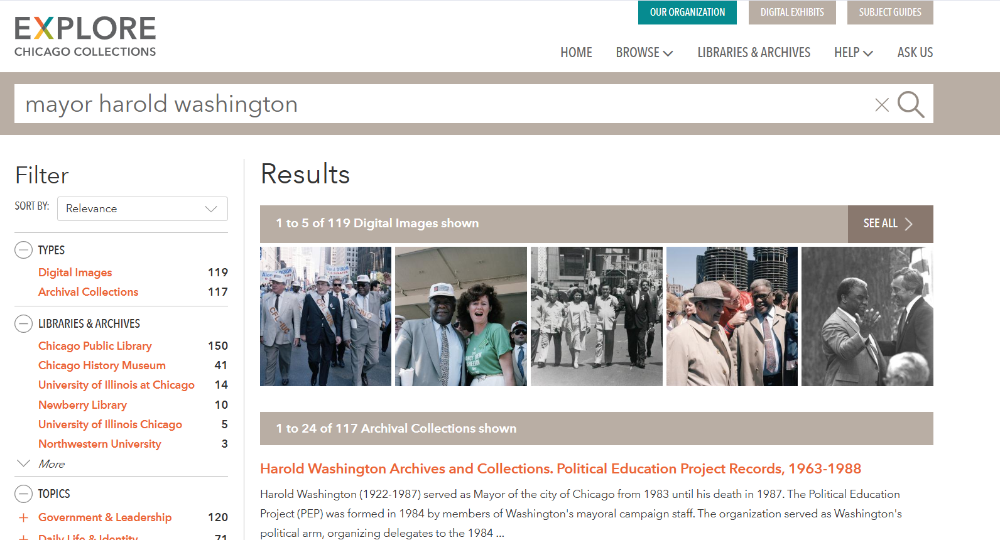 EXPLORE
CHICAGO COLLECTIONS
OUR ORGANIZATION
DIGITAL EXHIBITS
SUBJECT GUIDES
HOME
BROWSE
LIBRARIES & ARCHIVES
HELP
ASK US
mayor harold washington
Filter
SORT BY:
Relevance
TYPES
Digital Images 119
Archival Collections 117
LIBRARIES & ARCHIVES
Chicago Public Library 150
Chicago History Museum 41
University of Illinois at Chicago 14
Newberry Library 10
University of Illinois Chicago 5
Northwestern University 3
More
TOPICS
Government & Leadership 120
Daily Life & Identity 71
Results
1 to 5 of 119 Digital Images shown
SEE ALL
1 to 24 of 117 Archival Collections shown
Harold Washington Archives and Collections. Political Education Project Records, 1963-1988
Harold Washington (1922-1987) served as Mayor of the city of Chicago from 1983 until his death in 1987. The Political Education
Project (PEP) was formed in 1984 by members of Washington's mayoral campaign staff. The organization served as Washington's
political arm, organizing delegates to the 1984 ...